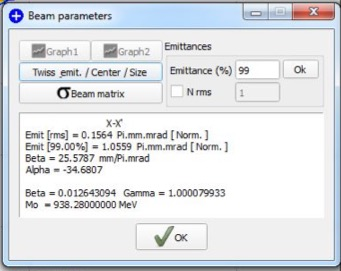 Beam parameters
Graph1
Graph2
Emittances
Twiss_emit. / Center / Size
Emittance (%)
99
Ok
σ Beam matrix
N rms
1
X-X'
Emit [rms] = 0.1564 Pi.mm.mrad [ Norm. ]
Emit [99.00%] = 1.0559 Pi.mm.mrad [ Norm. ]
Beta = 25.5787 mm/Pi.mrad
Alpha = -34.6807
Beta = 0.012643094 Gamma = 1.000079933
Mo = 938.28000000 MeV
OK